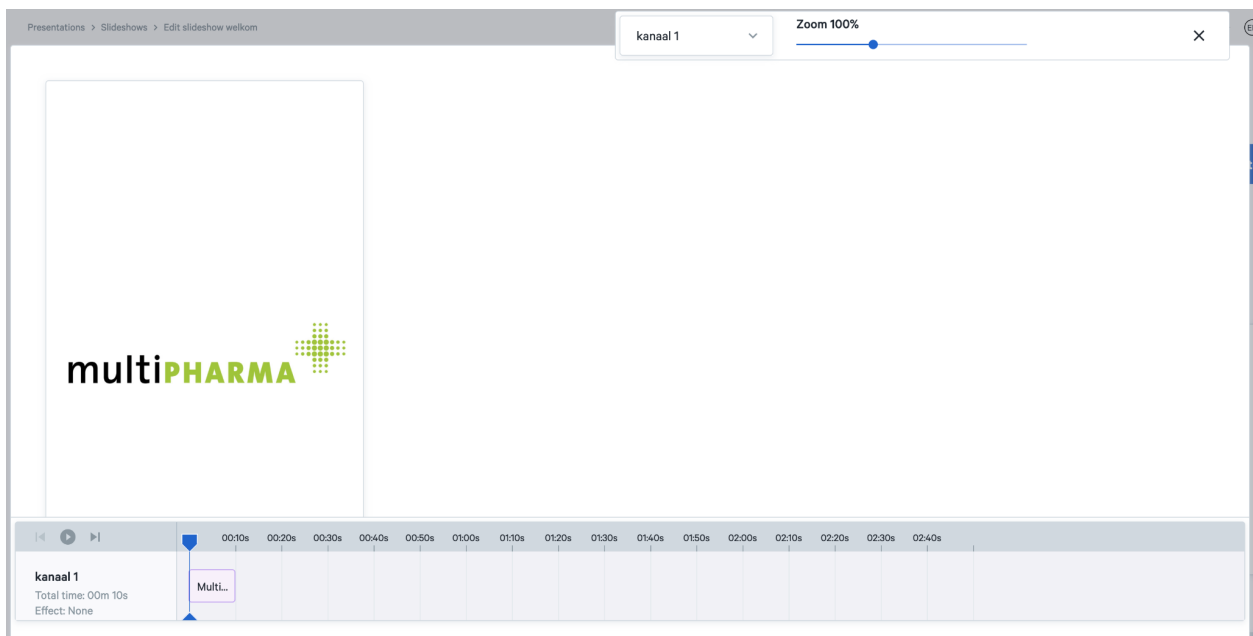 Presentations > Slideshows > Edit slideshow welkom
kanaal 1
Zoom 100%
multiPHARMA
00:10s 00:20s 00:30s 00:40s 00:50s 01:00s 01:10s 01:20s 01:30s 01:40s 01:50s 02:00s 02:10s 02:20s 02:30s 02:40s
kanaal 1
Total time: 00m 10s
Effect: None
Multi...